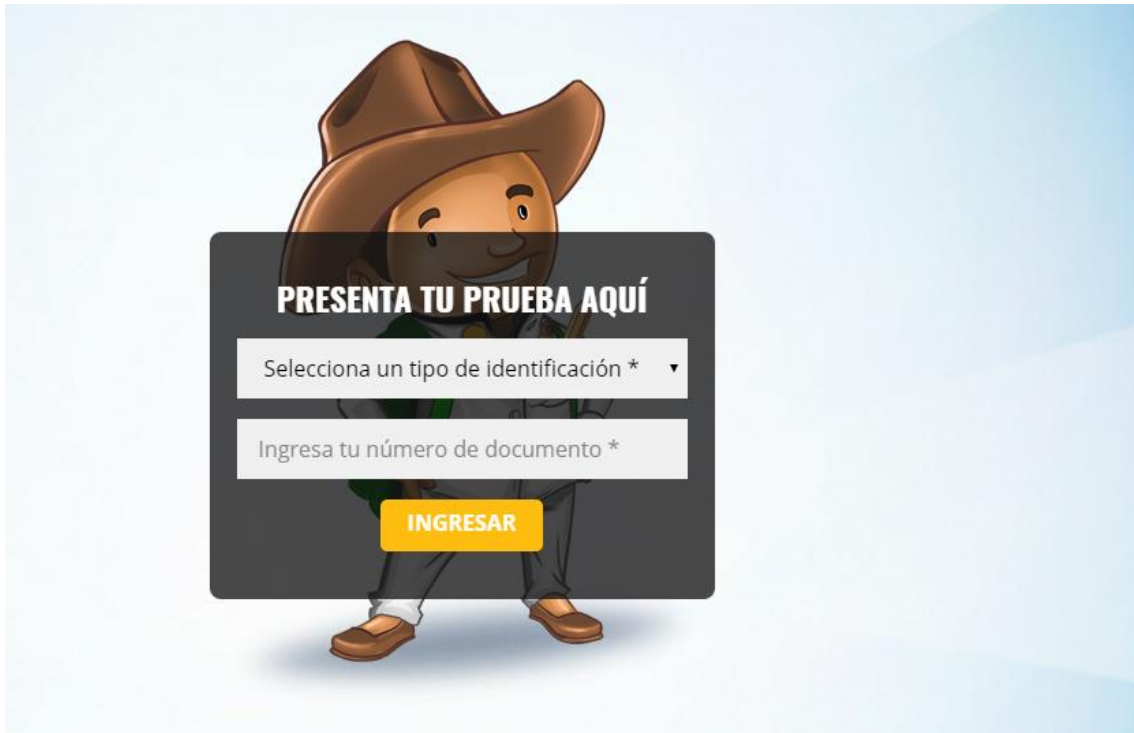 PRESENTA TU PRUEBA AQUÍ
Selecciona un tipo de identificación *
Ingresa tu número de documento *
INGRESAR